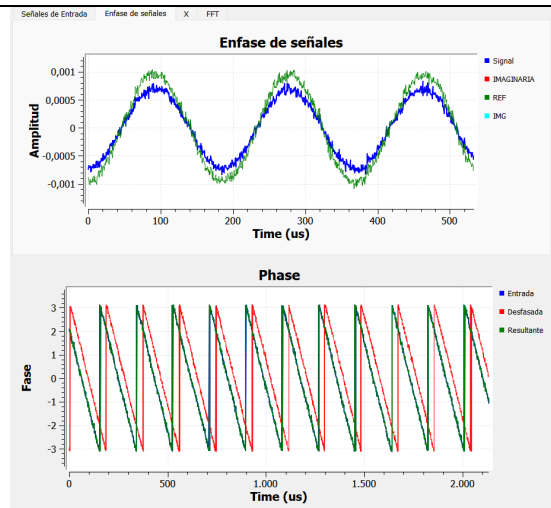 Señales de Entrada Enfase de señales X FFT
Enfase de señales
Signal
IMAGINARIA
REF
IMG
Amplitud
0,001
0,0005
0
-0,0005
-0,001
0 100 200 300 400 500
Time (us)
Phase
Entrada
Desfasada
Resultante
Fase
3
2
1
0
-1
-2
-3
0 500 1.000 1.500 2.000
Time (us)